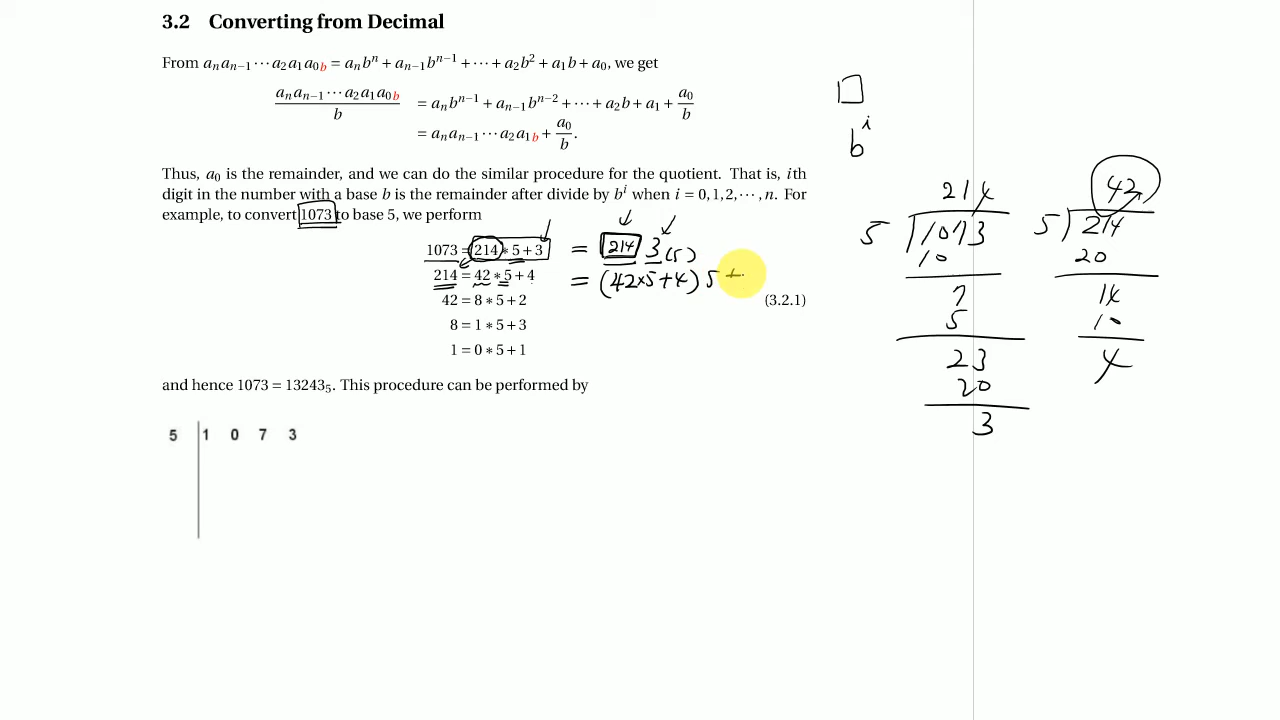 3.2 Converting from Decimal
From aₙaₙ₋₁⋯a₂a₁a₀b = aₙbⁿ + aₙ₋₁bⁿ⁻¹ + ⋯ + a₂b² + a₁b + a₀, we get
aₙaₙ₋₁⋯a₂a₁a₀b / b = aₙbⁿ⁻¹ + aₙ₋₁bⁿ⁻² + ⋯ + a₂b + a₁ + a₀/b
= aₙaₙ₋₁⋯a₂a₁b + a₀/b.
Thus, a₀ is the remainder, and we can do the similar procedure for the quotient. That is, ith
digit in the number with a base b is the remainder after divide by bⁱ when i = 0,1,2,⋯,n. For
example, to convert 1073 to base 5, we perform
1073 = 214 * 5 + 3 = 214 3 (5)
214 = 42 * 5 + 4 = (42×5+4) 5 +
42 = 8 * 5 + 2 (3.2.1)
8 = 1 * 5 + 3
1 = 0 * 5 + 1
and hence 1073 = 13243₅. This procedure can be performed by
5 1 0 7 3
bⁱ
214
5 1073
10
7
5
23
20
3
42
5 214
20
14
10
4